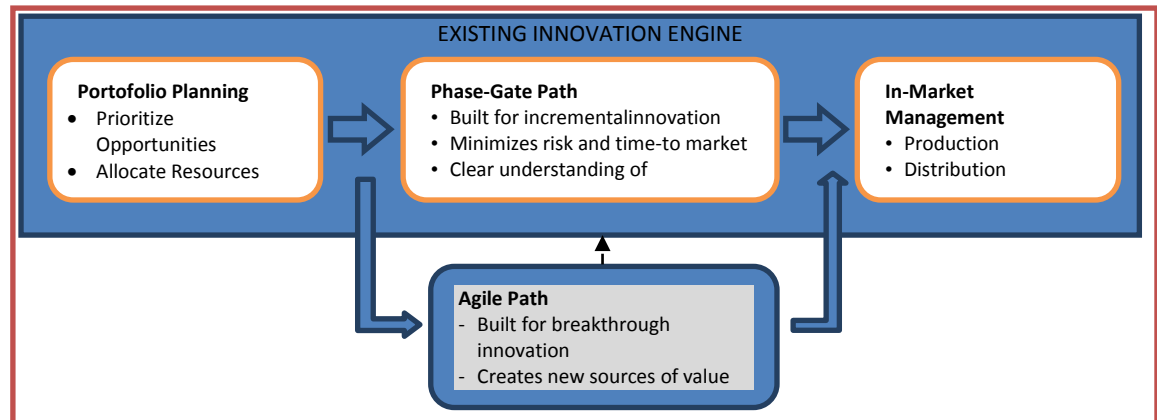 EXISTING INNOVATION ENGINE
Portofolio Planning
• Prioritize
Opportunities
• Allocate Resources
Phase-Gate Path
• Built for incrementalinnovation
• Minimizes risk and time-to market
• Clear understanding of
In-Market
Management
• Production
• Distribution
Agile Path
- Built for breakthrough
innovation
- Creates new sources of value